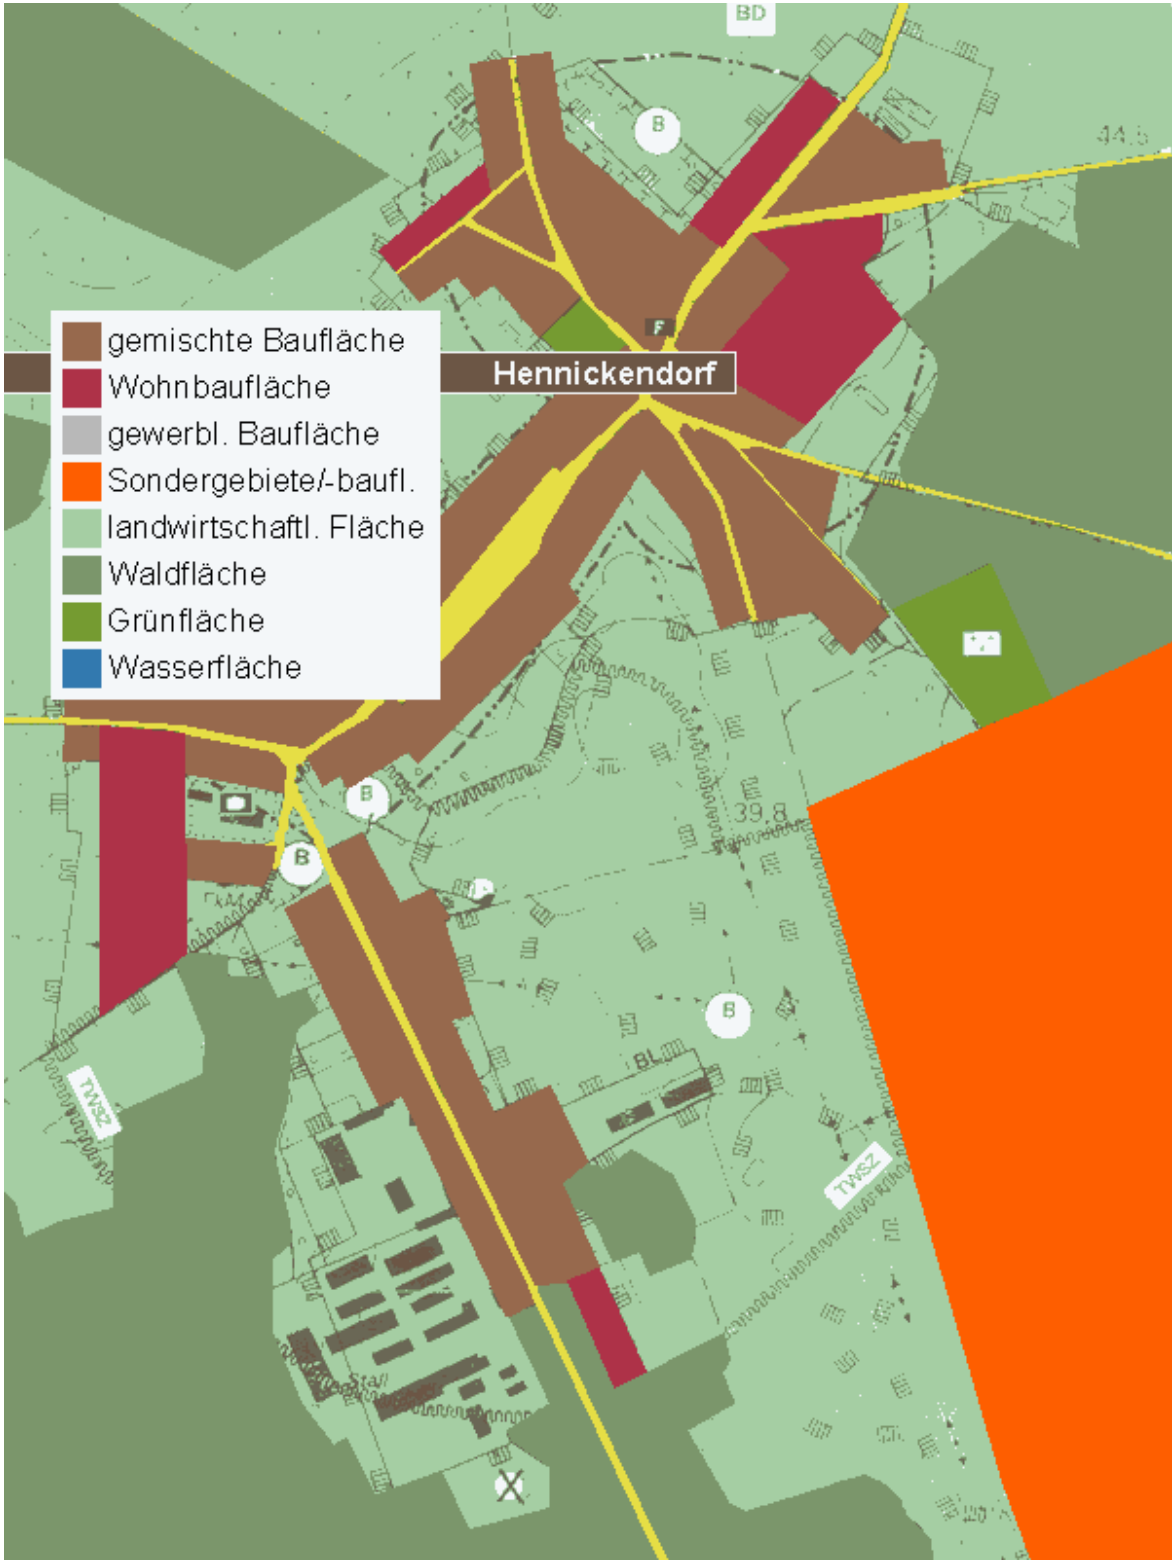 BD
B
44.5
F
gemischte Baufläche
Hennickendorf
Wohnbaufläche
gewerbl. Baufläche
Sondergebiete/-baufl.
landwirtschaftl. Fläche
Waldfläche
Grünfläche
Wasserfläche
B
39,8
B
B
BL
TWSZ
TWSZ
Stall
X